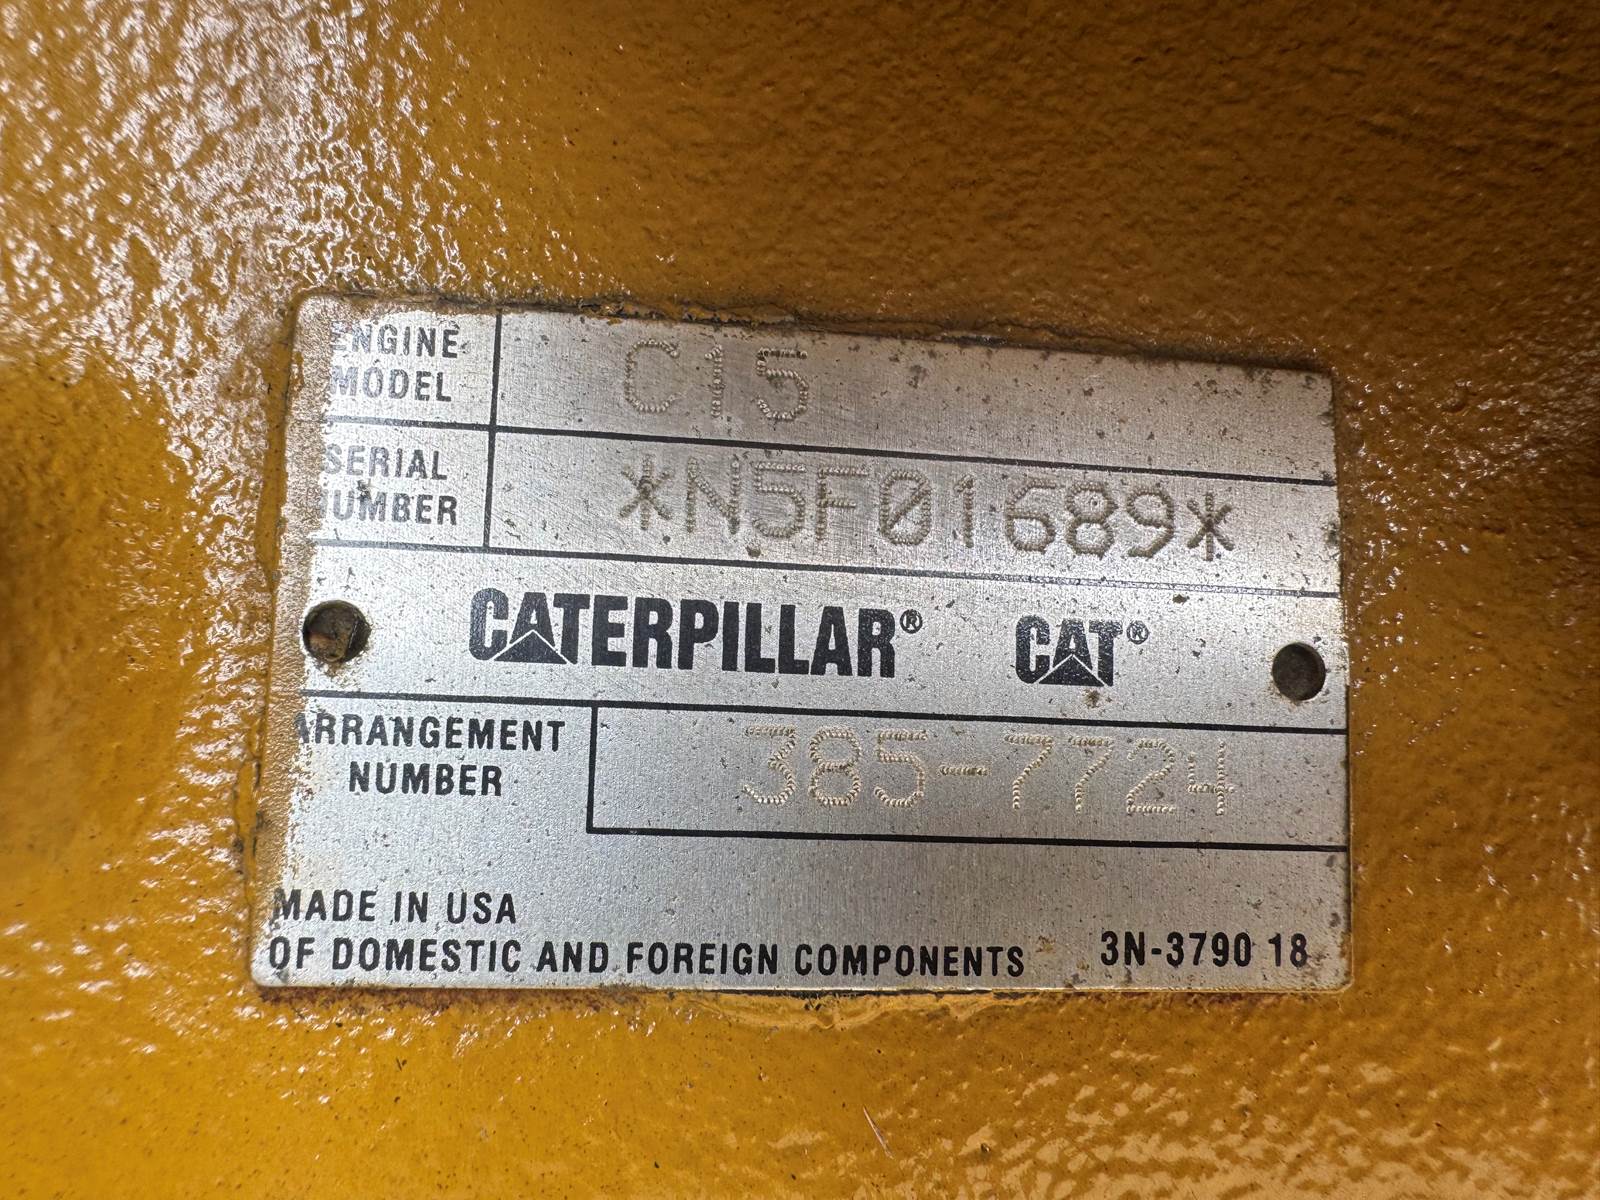 ENGINE MODEL C15
SERIAL NUMBER *N5F01689*
CATERPILLAR® CAT®
ARRANGEMENT NUMBER 385-7724
MADE IN USA
OF DOMESTIC AND FOREIGN COMPONENTS 3N-3790 18